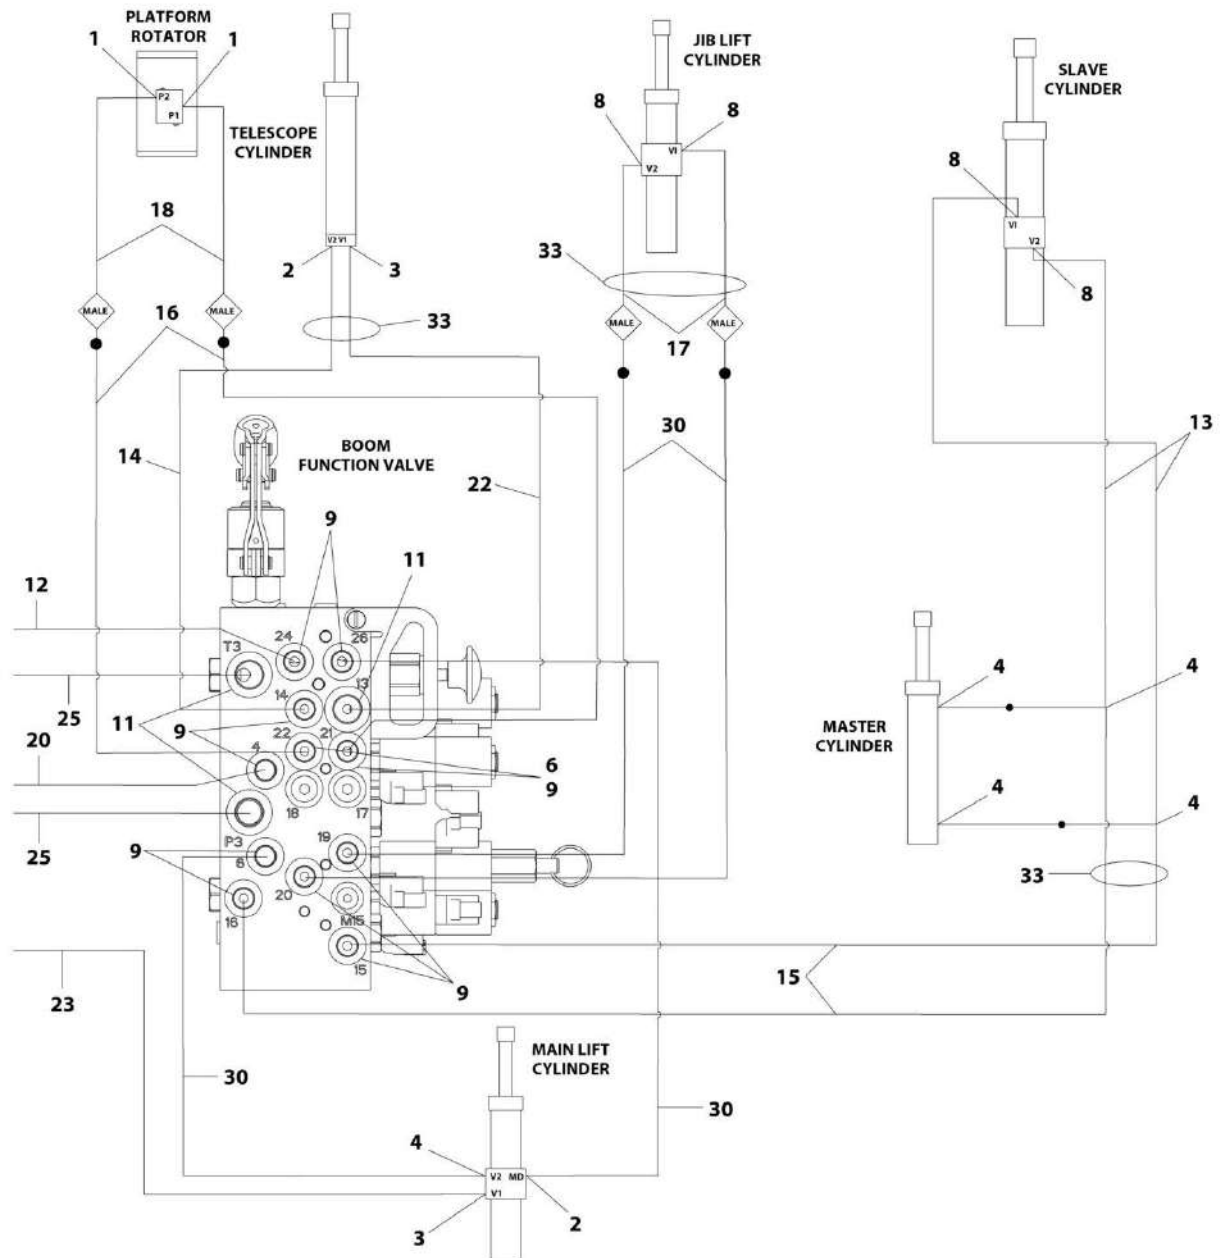 PLATFORM
ROTATOR
1
1
P2
P1
TELESCOPE
CYLINDER
V2 V1
2
3
JIB LIFT
CYLINDER
8
8
V1
V2
SLAVE
CYLINDER
8
V1
V2
8
18
33
MALE
MALE
16
33
MALE
MALE
17
BOOM
FUNCTION VALVE
14
22
30
13
9
11
12
24
26
T3
13
14
25
11
9
22
21
4
20
6
9
18
17
25
P3
19
9
6
20
16
M15
15
9
23
15
MASTER
CYLINDER
4
4
4
4
33
MAIN LIFT
CYLINDER
30
30
4
V2 MD
V1
3
2